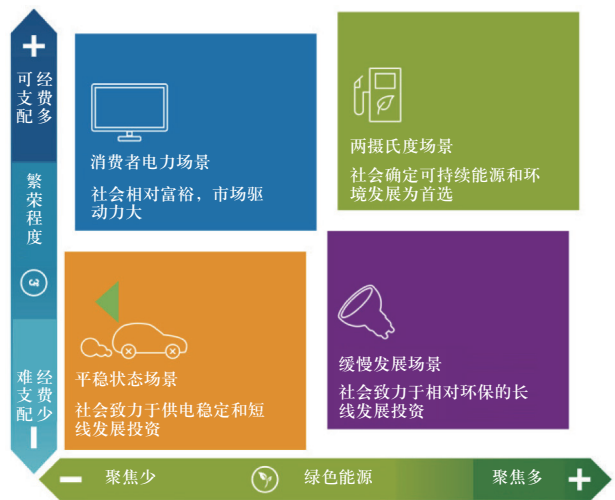 +
可支配
经费多
繁荣程度
难支配
经费少
消费者电力场景
社会相对富裕，市场驱
动力大
两摄氏度场景
社会确定可持续能源和环
境发展为首选
平稳状态场景
社会致力于供电稳定和短
线发展投资
缓慢发展场景
社会致力于相对环保的长
线发展投资
聚焦少
绿色能源
聚焦多
+